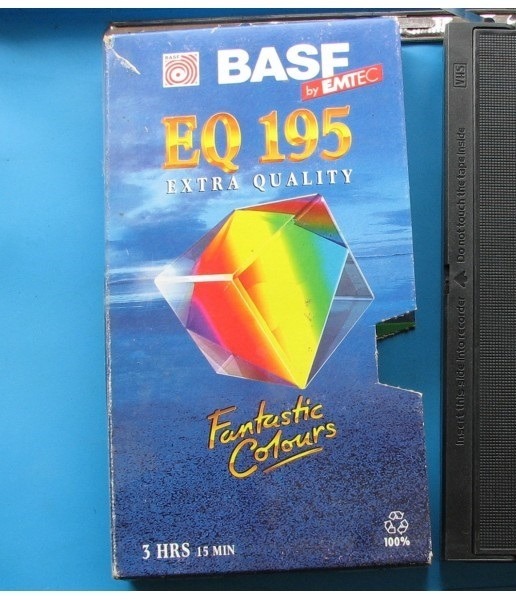 BASF
BASF
by EMTEC
EQ 195
EXTRA QUALITY
Fantastic
Colours
3 HRS 15 MIN
100%
VHS
Insert this side into recorder
Do not touch the tape inside